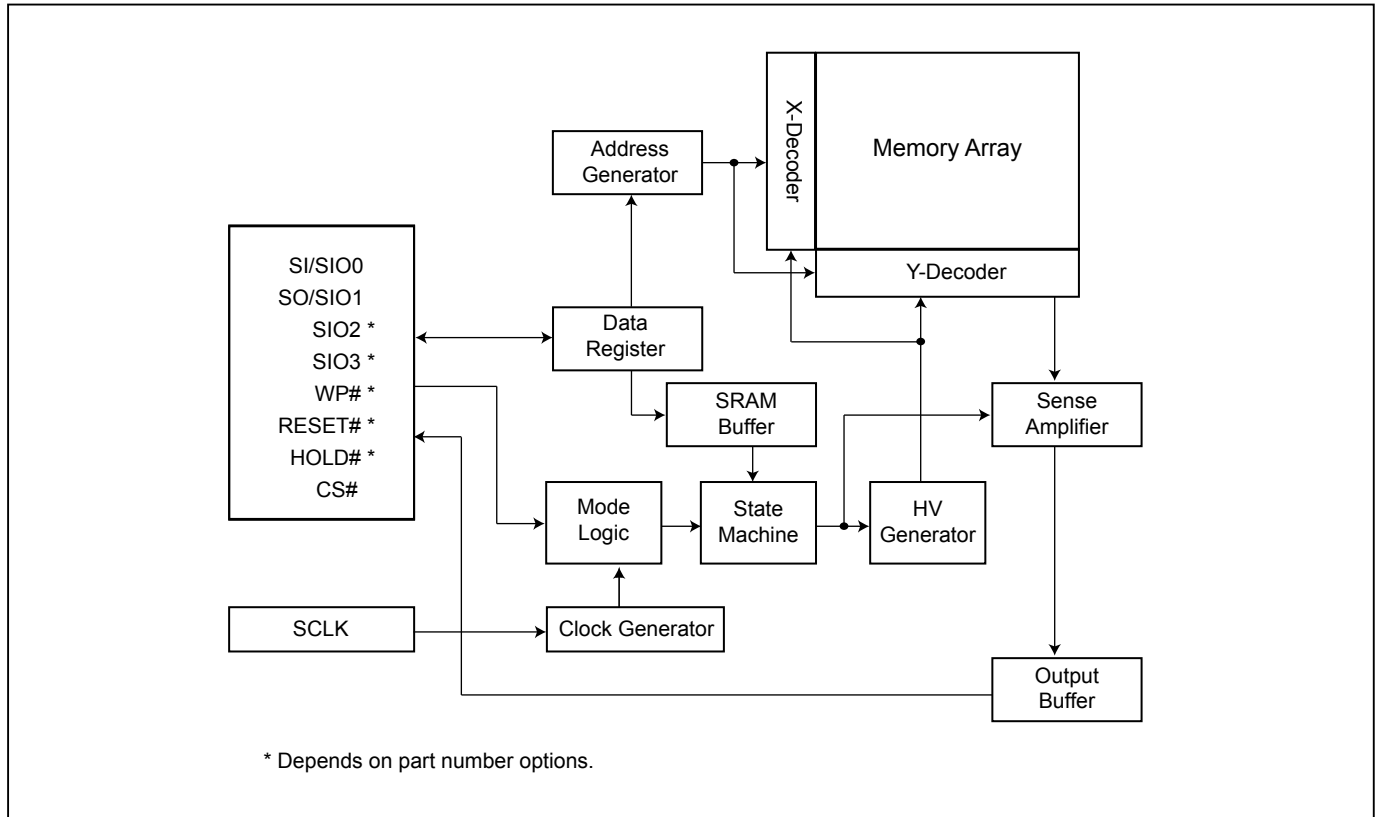 X-Decoder
Memory Array
Address
Generator
Y-Decoder
SI/SIO0
SO/SIO1
SIO2 *
SIO3 *
WP# *
RESET# *
HOLD# *
CS#
Data
Register
SRAM
Buffer
Sense
Amplifier
Mode
Logic
State
Machine
HV
Generator
SCLK
Clock Generator
Output
Buffer
* Depends on part number options.